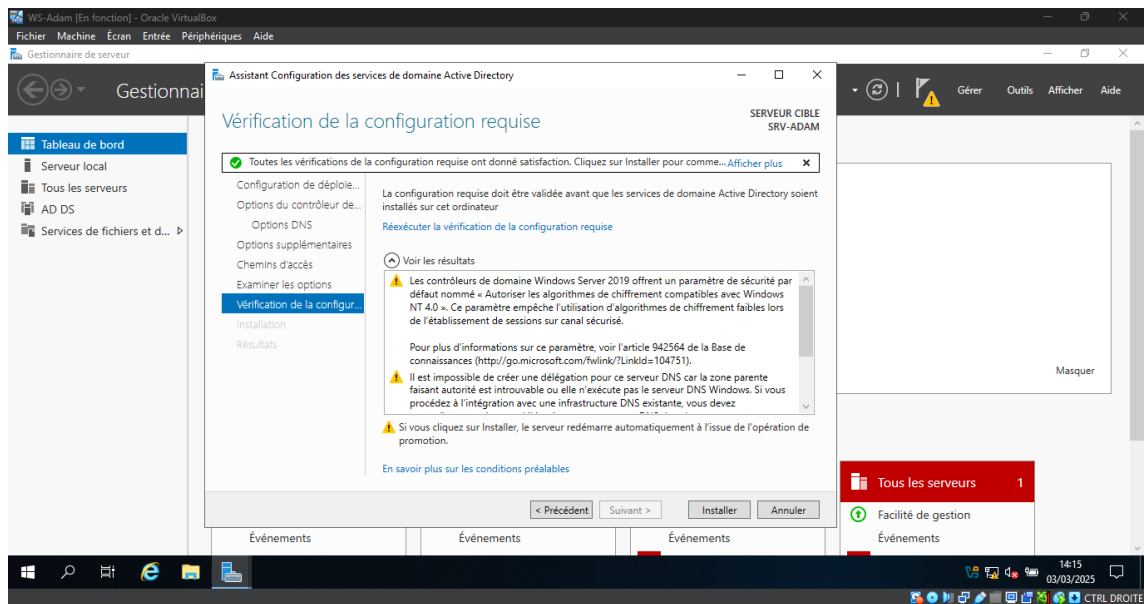 WS-Adam [En fonction] - Oracle VirtualBox
Fichier Machine Écran Entrée Périphériques Aide
Gestionnaire de serveur
Gestionnai
Gérer Outils Afficher Aide
Tableau de bord
Serveur local
Tous les serveurs
AD DS
Services de fichiers et d...
Assistant Configuration des services de domaine Active Directory
Vérification de la configuration requise
SERVEUR CIBLE
SRV-ADAM
Toutes les vérifications de la configuration requise ont donné satisfaction. Cliquez sur Installer pour comme... Afficher plus
Configuration de déploie...
Options du contrôleur de...
Options DNS
Options supplémentaires
Chemins d'accès
Examiner les options
Vérification de la configur...
Installation
Résultats
La configuration requise doit être validée avant que les services de domaine Active Directory soient
installés sur cet ordinateur
Réexécuter la vérification de la configuration requise
Voir les résultats
Les contrôleurs de domaine Windows Server 2019 offrent un paramètre de sécurité par
défaut nommé « Autoriser les algorithmes de chiffrement compatibles avec Windows
NT 4.0 ». Ce paramètre empêche l'utilisation d'algorithmes de chiffrement faibles lors
de l'établissement de sessions sur canal sécurisé.
Pour plus d'informations sur ce paramètre, voir l'article 942564 de la Base de
connaissances (http://go.microsoft.com/fwlink/?LinkId=104751).
Il est impossible de créer une délégation pour ce serveur DNS car la zone parente
faisant autorité est introuvable ou elle n'exécute pas le serveur DNS Windows. Si vous
procédez à l'intégration avec une infrastructure DNS existante, vous devez
Si vous cliquez sur Installer, le serveur redémarre automatiquement à l'issue de l'opération de
promotion.
En savoir plus sur les conditions préalables
< Précédent Suivant > Installer Annuler
Masquer
Tous les serveurs 1
Facilité de gestion
Événements
Événements Événements Événements
14:15
03/03/2025
CTRL DROITE